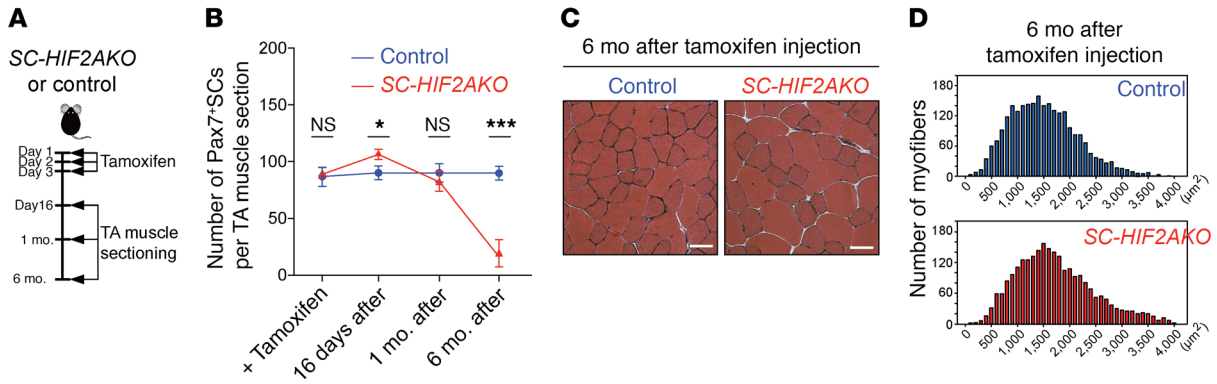 A
SC-HIF2AKO
or control
Day 1
Day 2
Day 3
Tamoxifen
Day16
1 mo.
TA muscle
sectioning
6 mo.
B
Number of Pax7⁺SCs
per TA muscle section
200
150
100
50
0
Control
SC-HIF2AKO
NS
*
NS
***
+ Tamoxifen
16 days after
1 mo. after
6 mo. after
C
6 mo after tamoxifen injection
Control
SC-HIF2AKO
D
6 mo after
tamoxifen injection
Number of myofibers
Control
180
120
60
0
0
500
1,000
1,500
2,000
2,500
3,000
3,500
4,000
(μm²)
SC-HIF2AKO
180
120
60
0
0
500
1,000
1,500
2,000
2,500
3,000
3,500
4,000
(μm²)